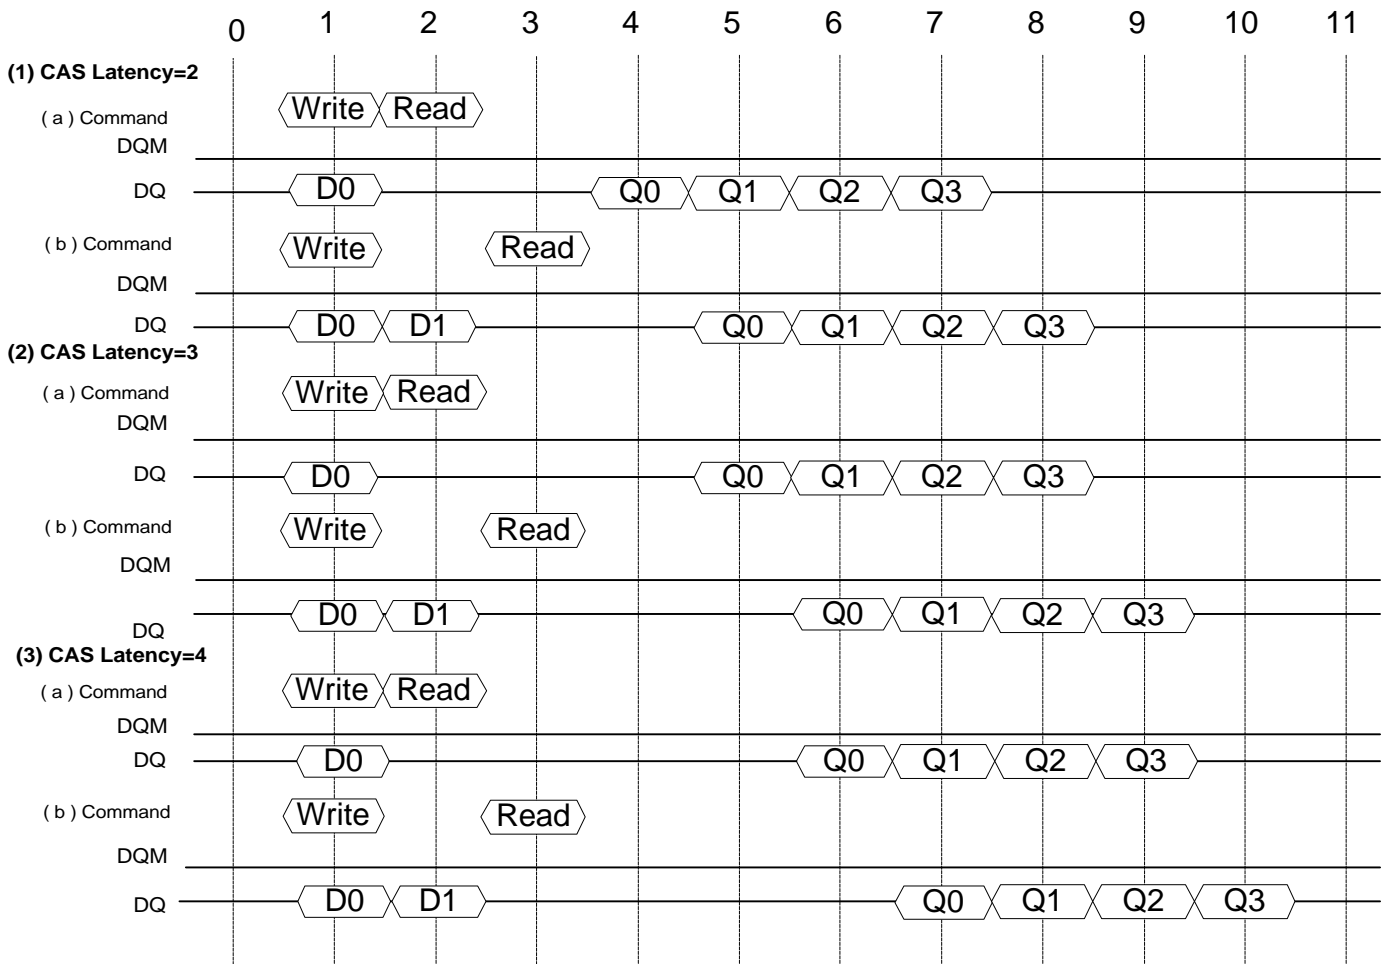 0 1 2 3 4 5 6 7 8 9 10 11
(1) CAS Latency=2
( a ) Command Write Read
DQM
DQ D0 Q0 Q1 Q2 Q3
( b ) Command Write Read
DQM
DQ D0 D1 Q0 Q1 Q2 Q3
(2) CAS Latency=3
( a ) Command Write Read
DQM
DQ D0 Q0 Q1 Q2 Q3
( b ) Command Write Read
DQM
DQ D0 D1 Q0 Q1 Q2 Q3
(3) CAS Latency=4
( a ) Command Write Read
DQM
DQ D0 Q0 Q1 Q2 Q3
( b ) Command Write Read
DQM
DQ D0 D1 Q0 Q1 Q2 Q3